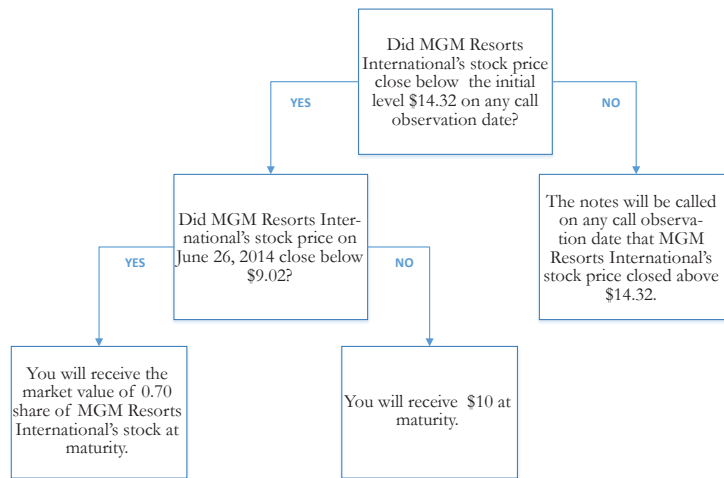 Did MGM Resorts
International's stock price
close below the initial
level $14.32 on any call
observation date?
YES
NO
Did MGM Resorts Inter-
national's stock price on
June 26, 2014 close below
$9.02?
The notes will be called
on any call observa-
tion date that MGM
Resorts International's
stock price closed above
$14.32.
YES
NO
You will receive the
market value of 0.70
share of MGM Resorts
International's stock at
maturity.
You will receive $10 at
maturity.